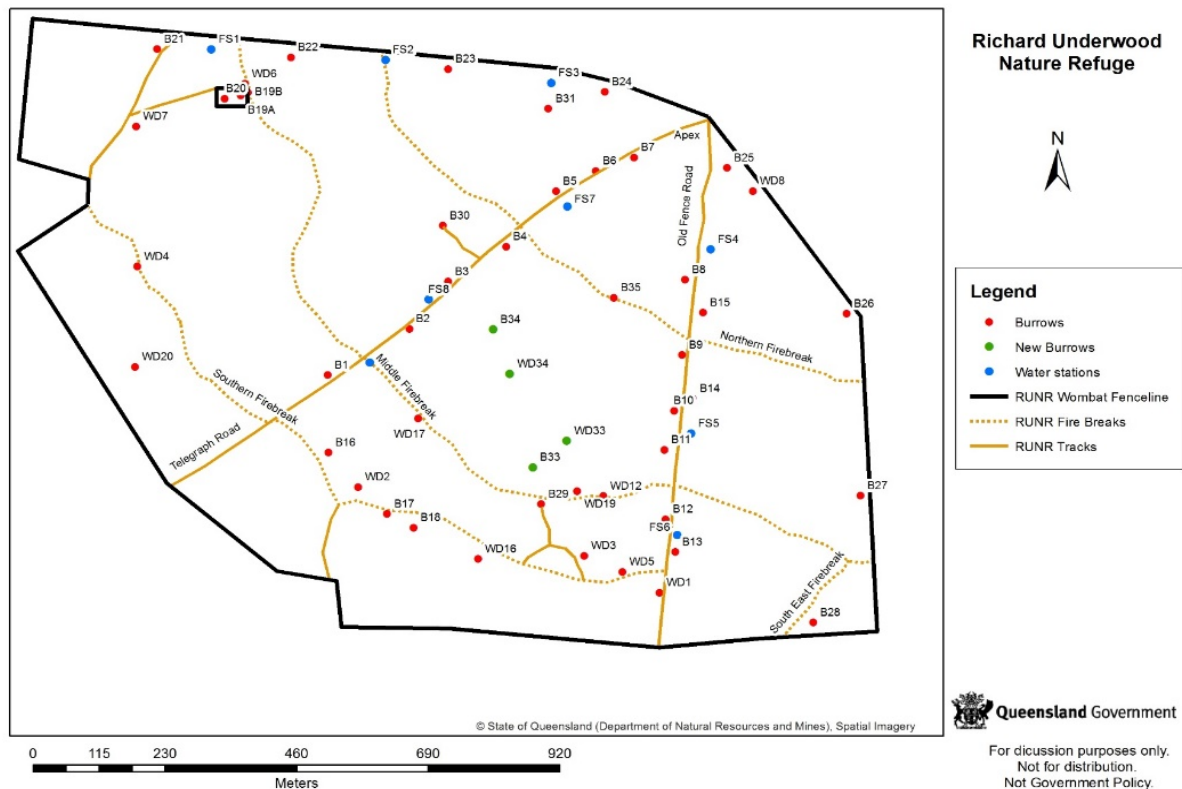 Richard Underwood
Nature Refuge
N
Legend
Burrows
New Burrows
Water stations
RUNR Wombat Fenceline
RUNR Fire Breaks
RUNR Tracks
B21
FS1
B22
FS2
B23
FS3
B24
WD6
B20
B19B
B19A
B31
WD7
Apex
B7
B6
B25
B5
WD8
FS7
Old Fence Road
B30
B4
FS4
WD4
B3
B8
FS8
B35
B15
B26
B2
B34
Northern Firebreak
B9
WD20
B1
Middle Firebreak
WD34
Southern Firebreak
B14
B10
WD17
FS5
Telegraph Road
WD33
B16
B11
B33
WD2
WD12
B27
B29
WD19
B17
B18
B12
FS6
B13
WD16
WD3
WD5
WD1
South East Firebreak
B28
© State of Queensland (Department of Natural Resources and Mines), Spatial Imagery
0 115 230 460 690 920
Meters
Queensland Government
For dicussion purposes only.
Not for distribution.
Not Government Policy.